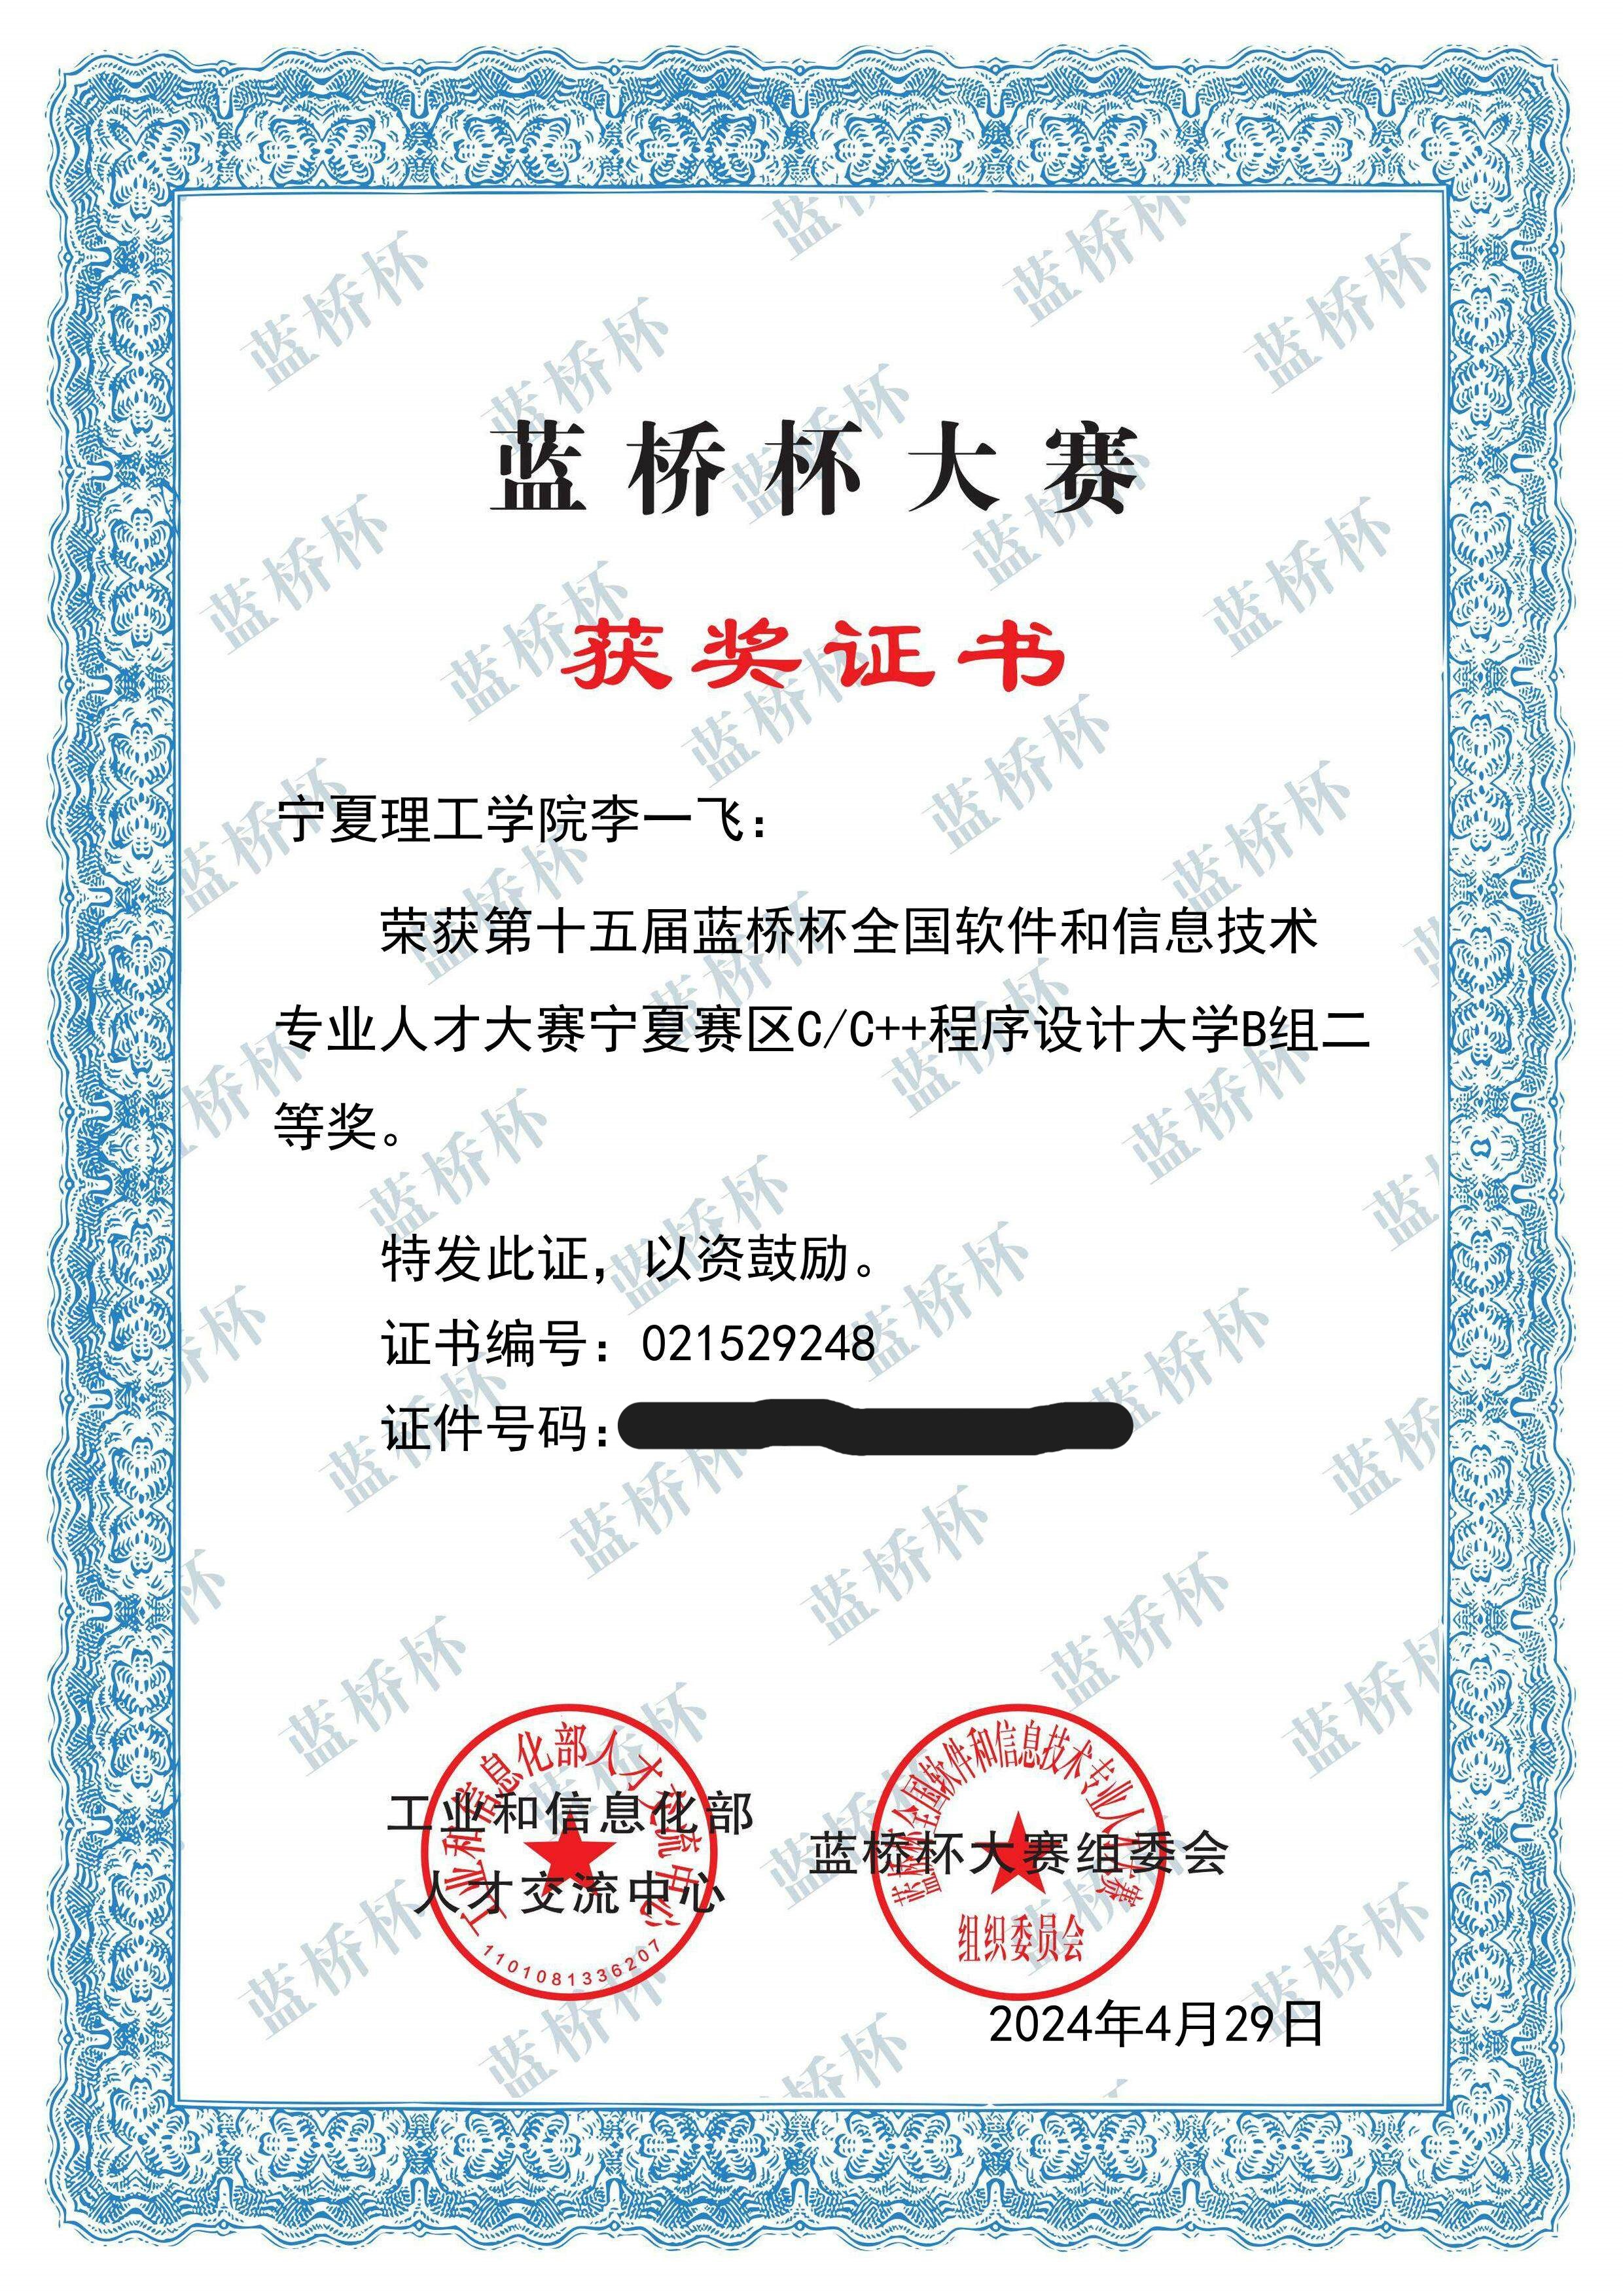 蓝桥杯大赛
获奖证书
宁夏理工学院李一飞：
荣获第十五届蓝桥杯全国软件和信息技术
专业人才大赛宁夏赛区C/C++程序设计大学B组二
等奖。
特发此证，以资鼓励。
证书编号：021529248
证件号码：
工业和信息化部
人才交流中心
蓝桥杯大赛组委会
工业和信息化部人才交流中心
1101081336207
蓝桥杯全国软件和信息技术专业人才大赛
组织委员会
2024年4月29日
蓝桥杯